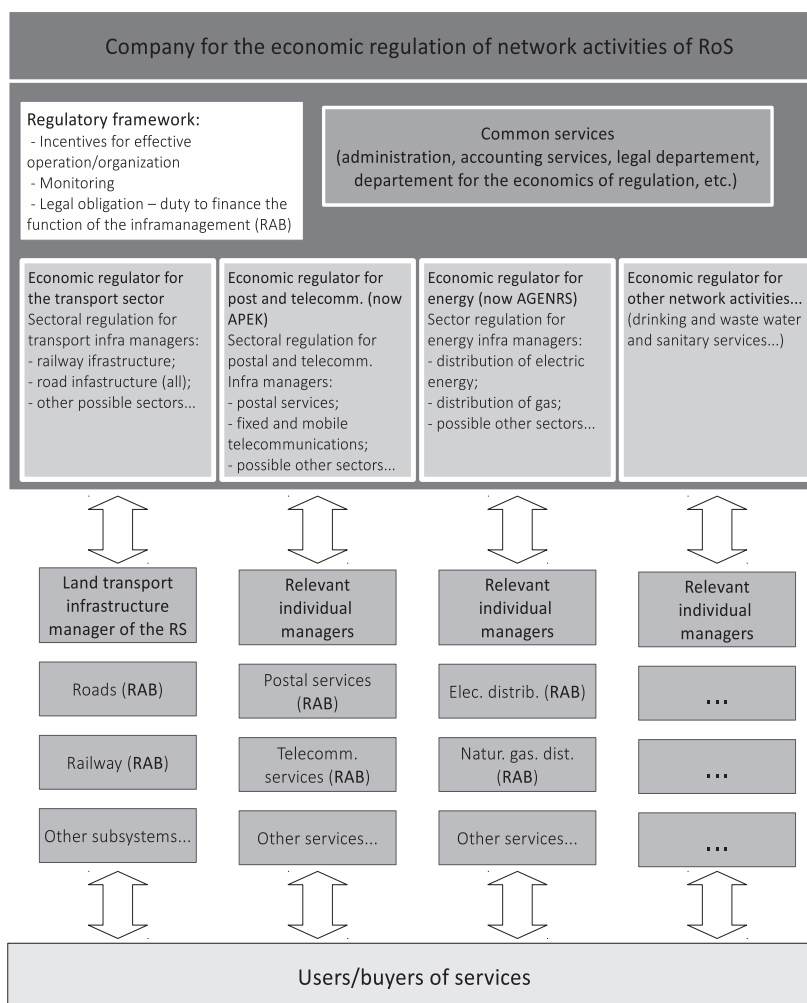 Company for the economic regulation of network activities of RoS
Regulatory framework:
- Incentives for effective
operation/organization
- Monitoring
- Legal obligation – duty to finance the
function of the inframanagement (RAB)
Common services
(administration, accounting services, legal departement,
departement for the economics of regulation, etc.)
Economic regulator for
the transport sector
Sectoral regulation for
transport infra managers:
- railway ifrastructure;
- road infastructure (all);
- other possible sectors...
Economic regulator for
post and telecomm. (now
APEK)
Sectoral regulation for
postal and telecomm.
Infra managers:
- postal services;
- fixed and mobile
telecommunications;
- possible other sectors...
Economic regulator for
energy (now AGENRS)
Sector regulation for
energy infra managers:
- distribution of electric
energy;
- distribution of gas;
- possible other sectors...
Economic regulator for
other network activities...
(drinking and waste water
and sanitary services...)
Land transport
infrastructure
manager of the RS
Roads (RAB)
Railway (RAB)
Other subsystems...
Relevant
individual
managers
Postal services
(RAB)
Telecomm.
services (RAB)
Other services...
Relevant
individual
managers
Elec. distrib. (RAB)
Natur. gas. dist.
(RAB)
Other services...
Relevant
individual
managers
...
...
...
Users/buyers of services